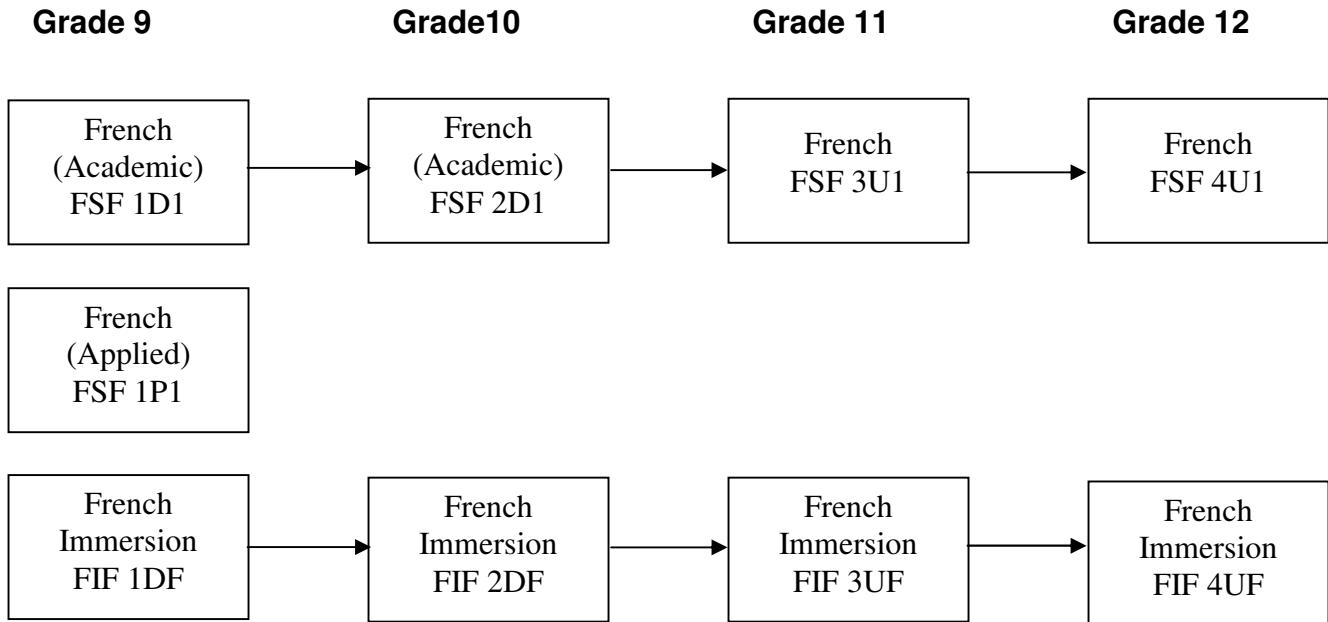 Grade 9
Grade10
Grade 11
Grade 12
French
(Academic)
FSF 1D1
French
(Academic)
FSF 2D1
French
FSF 3U1
French
FSF 4U1
French
(Applied)
FSF 1P1
French
Immersion
FIF 1DF
French
Immersion
FIF 2DF
French
Immersion
FIF 3UF
French
Immersion
FIF 4UF